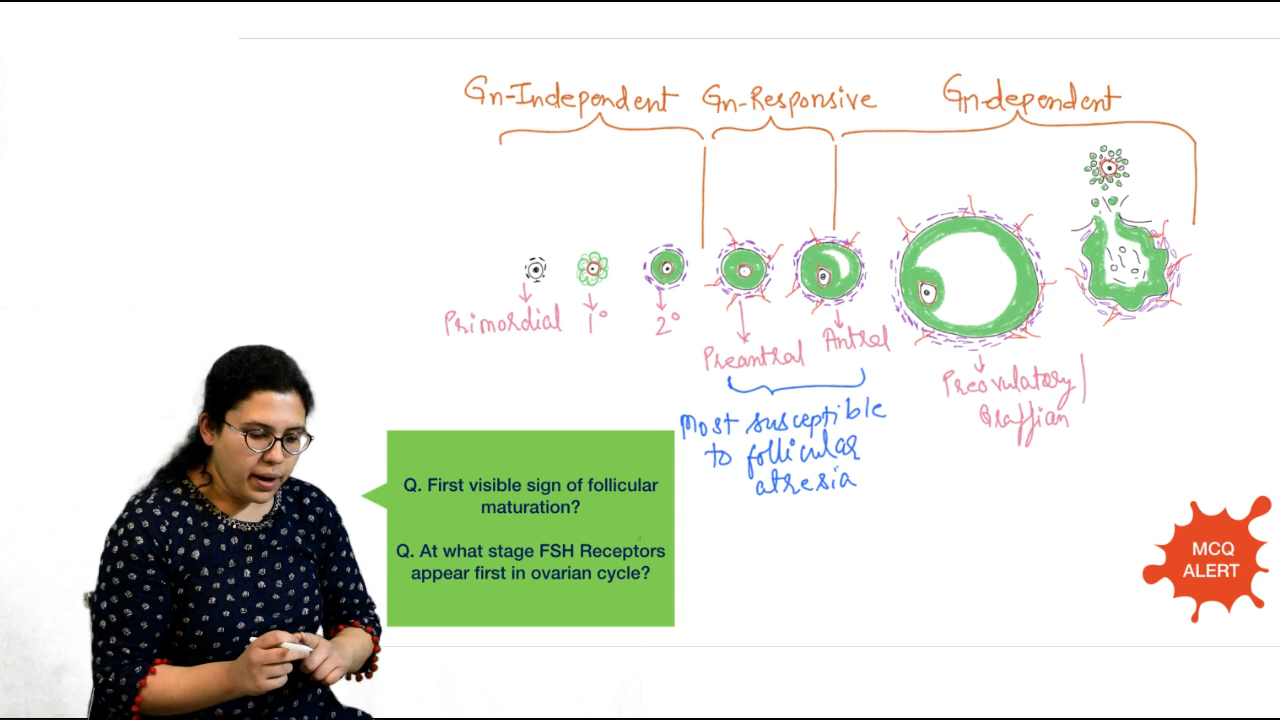 Gn-Independent
Gn-Responsive
Gn-dependent
Primordial
1°
2°
Preantral
Antral
Preovulatory/
Graffian
Most susceptible
to follicular
atresia
Q. First visible sign of follicular
maturation?
Q. At what stage FSH Receptors
appear first in ovarian cycle?
MCQ
ALERT